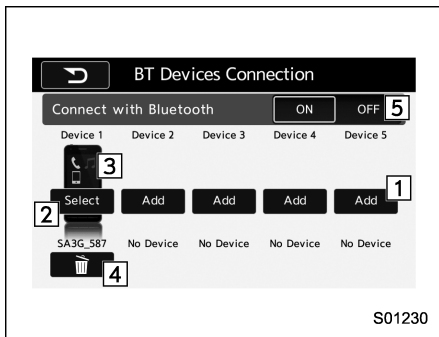 BT Devices Connection
Connect with Bluetooth ON OFF 5
Device 1 Device 2 Device 3 Device 4 Device 5
3
1
Select Add Add Add Add
2
SA3G_587 No Device No Device No Device No Device
4
S01230